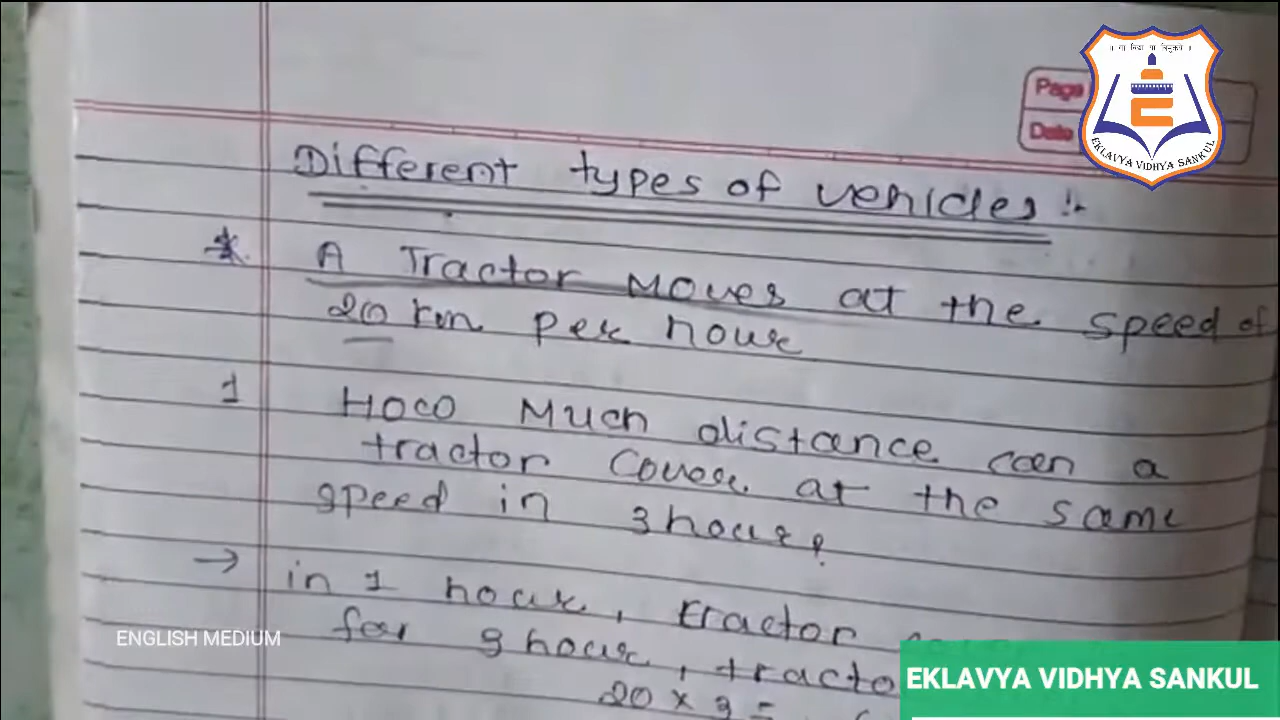 Page
Date
॥ सा विद्या या विमुक्तये ॥
EKLAVYA VIDHYA SANKUL
Different types of vehicles :-
* A Tractor Moves at the speed of
20 km per hour
1 How Much distance can a
tractor Cover at the same
speed in 3 hour?
→ in 1 hour, tractor
for 3 hour, tracto
20 x 3 =
ENGLISH MEDIUM
EKLAVYA VIDHYA SANKUL